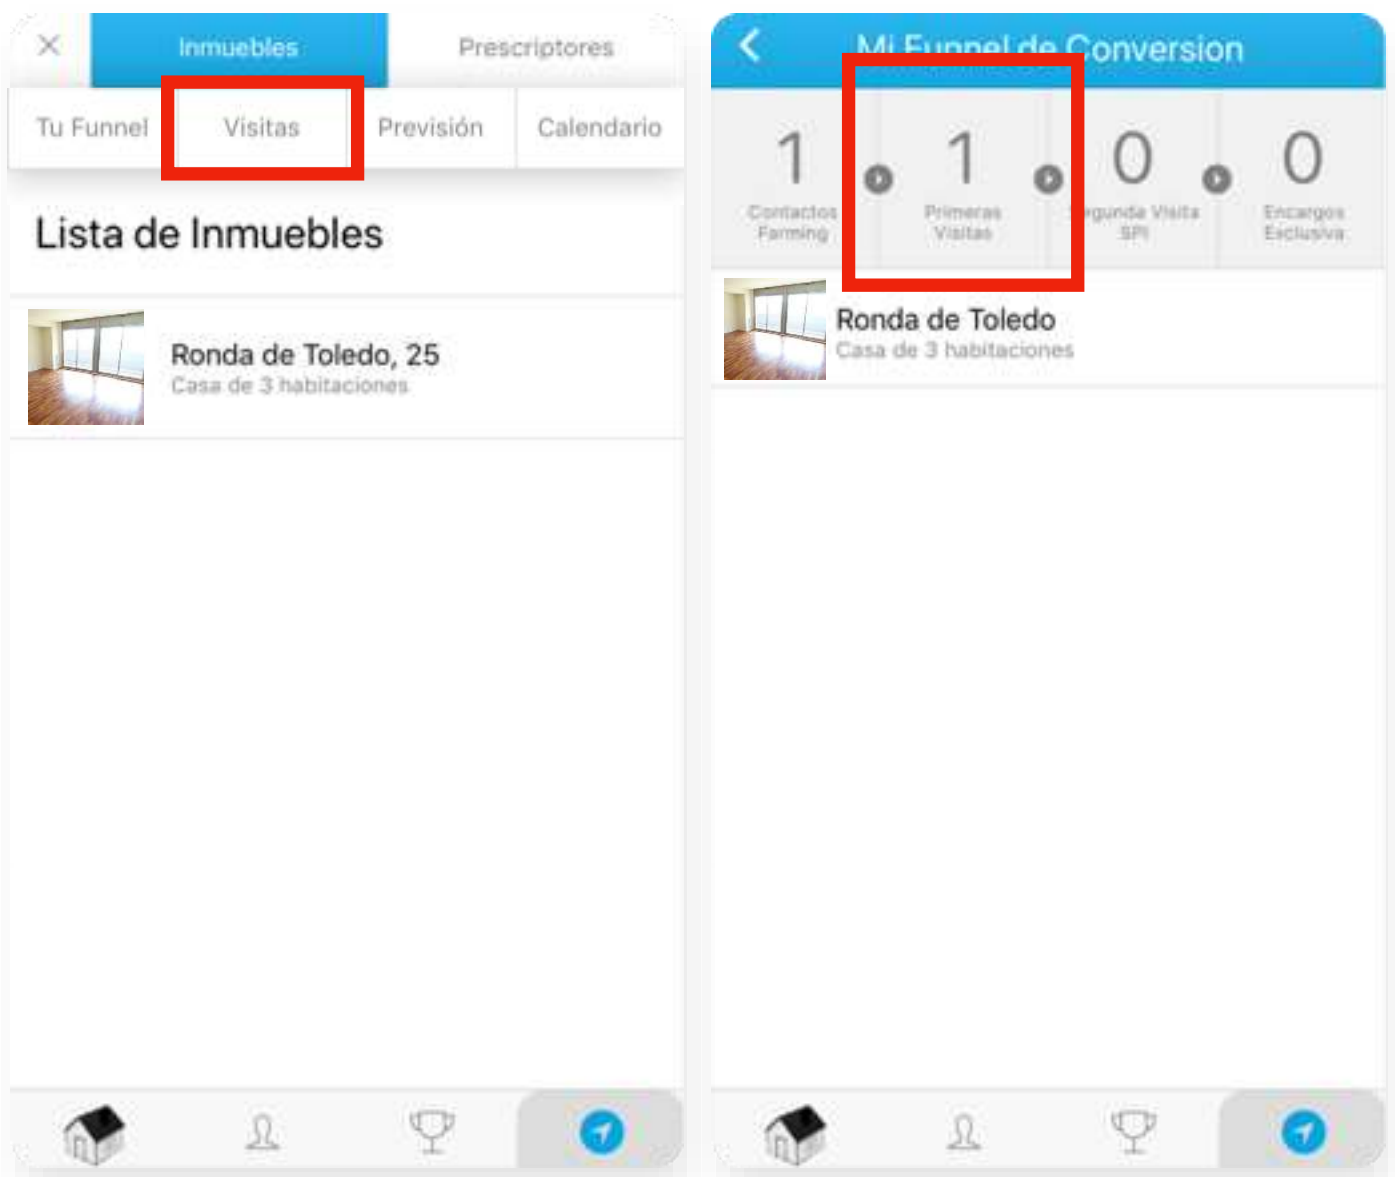 Inmuebles
Prescriptores
Tu Funnel
Visitas
Previsión
Calendario
Lista de Inmuebles
Ronda de Toledo, 25
Casa de 3 habitaciones
Mi Funnel de Conversion
1
1
0
0
Contactos
Farming
Primeras
Visitas
Segunda Visita
SPI
Encargos
Exclusiva
Ronda de Toledo
Casa de 3 habitaciones